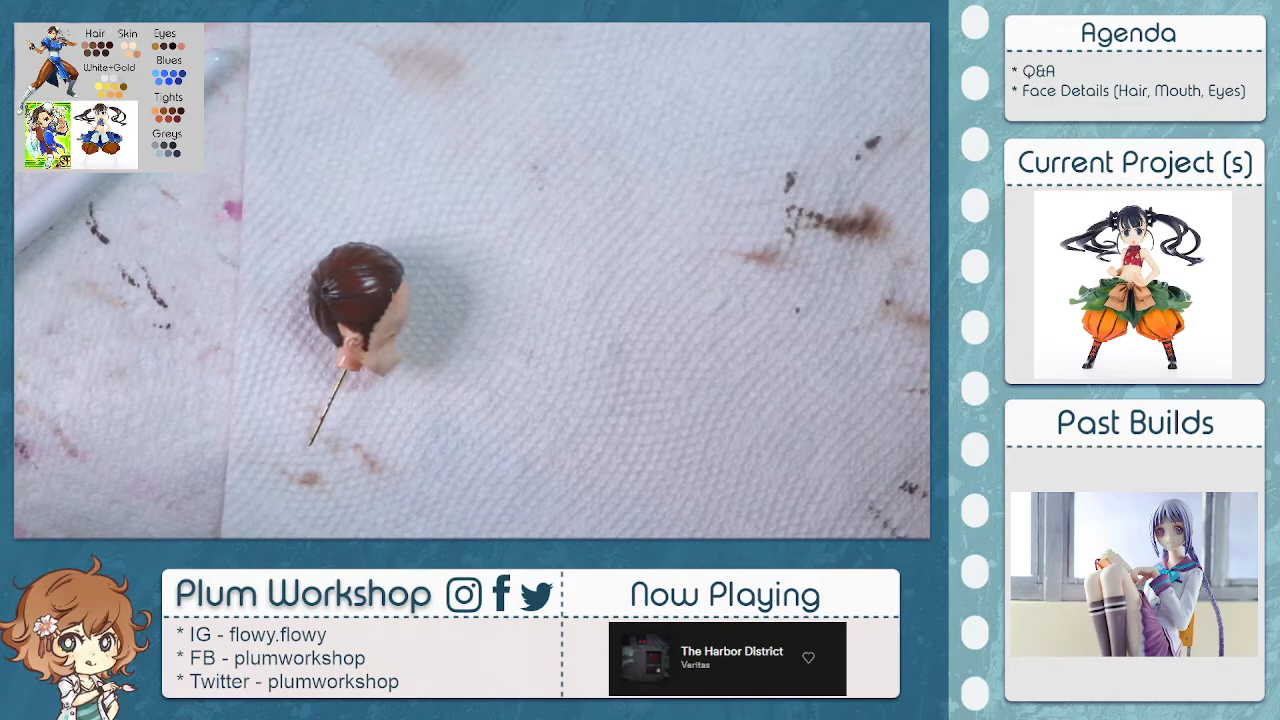 Hair Skin Eyes
White+Gold
Blues
Tights
Greys
Agenda
* Q&A
* Face Details (Hair, Mouth, Eyes)
Current Project (s)
Past Builds
Plum Workshop
* IG - flowy.flowy
* FB - plumworkshop
* Twitter - plumworkshop
Now Playing
The Harbor District
Veritas